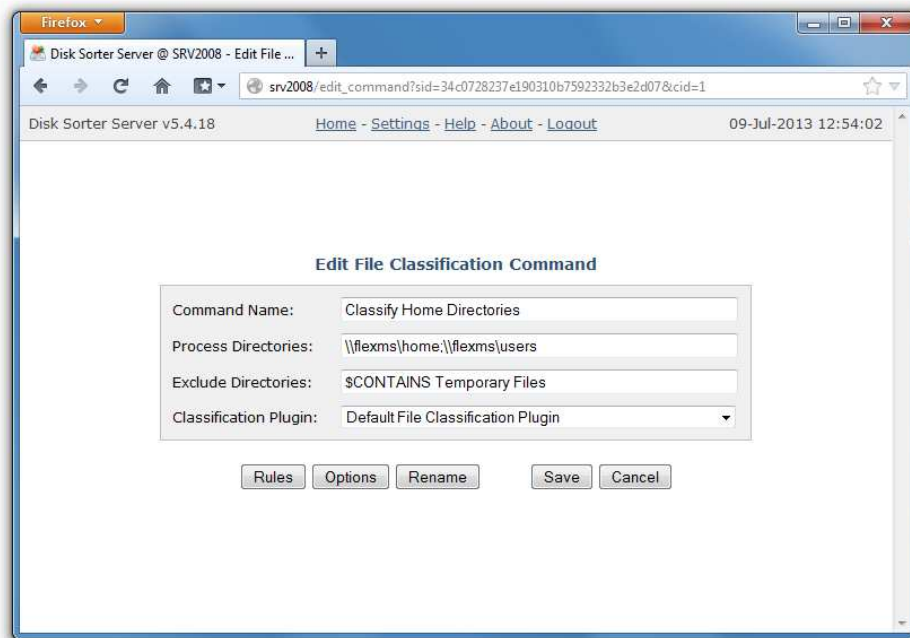 Firefox
Disk Sorter Server @ SRV2008 - Edit File ...
srv2008/edit_command?sid=34c0728237e190310b7592332b3e2d07&cid=1
Disk Sorter Server v5.4.18 Home - Settings - Help - About - Logout 09-Jul-2013 12:54:02
Edit File Classification Command
Command Name: Classify Home Directories
Process Directories: \\flexms\home;\\flexms\users
Exclude Directories: $CONTAINS Temporary Files
Classification Plugin: Default File Classification Plugin
Rules Options Rename Save Cancel